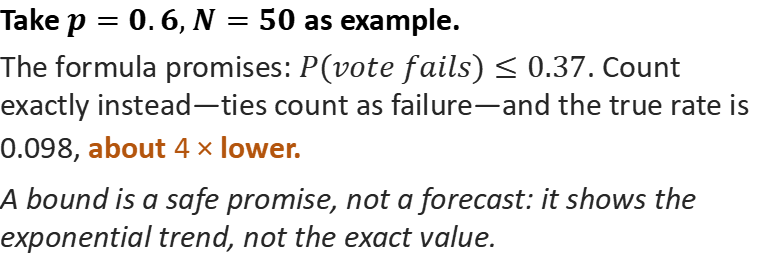 Take p = 0.6, N = 50 as example.
The formula promises: P(vote fails) ≤ 0.37. Count
exactly instead—ties count as failure—and the true rate is
0.098, about 4 × lower.
A bound is a safe promise, not a forecast: it shows the
exponential trend, not the exact value.